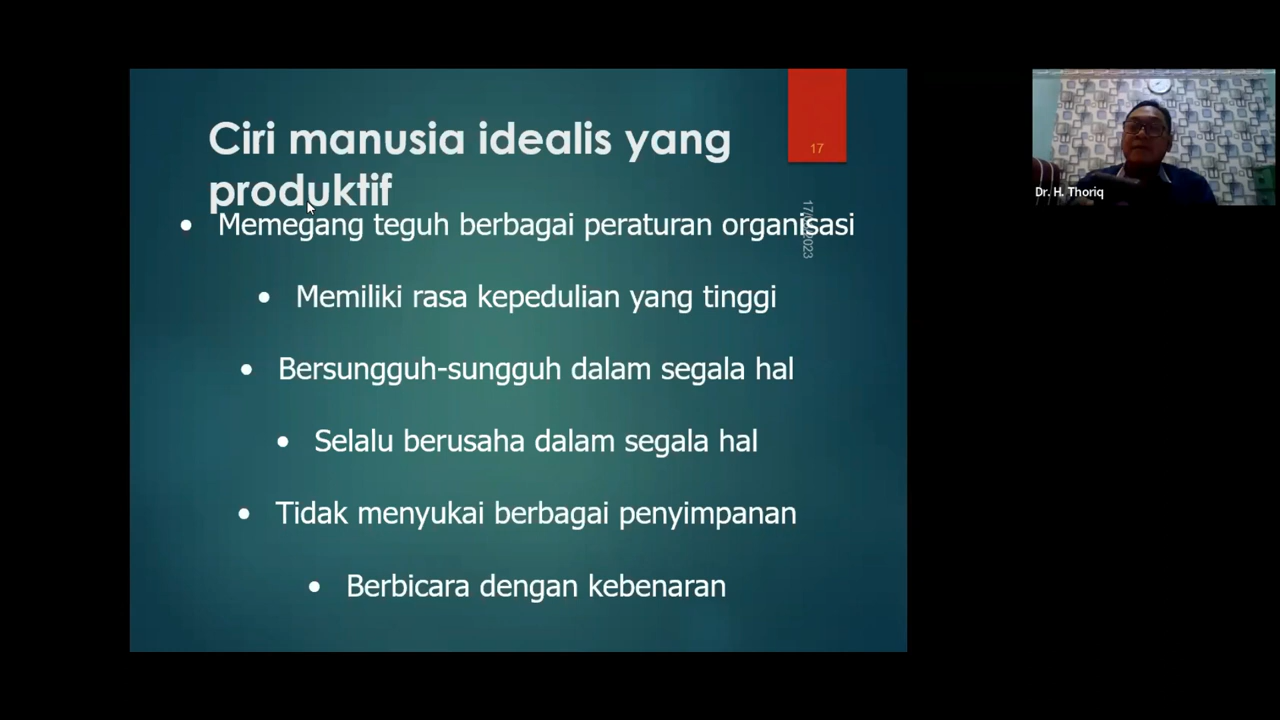 Ciri manusia idealis yang
produktif
17
• Memegang teguh berbagai peraturan organisasi
• Memiliki rasa kepedulian yang tinggi
• Bersungguh-sungguh dalam segala hal
• Selalu berusaha dalam segala hal
• Tidak menyukai berbagai penyimpanan
• Berbicara dengan kebenaran
Dr. H. Thoriq